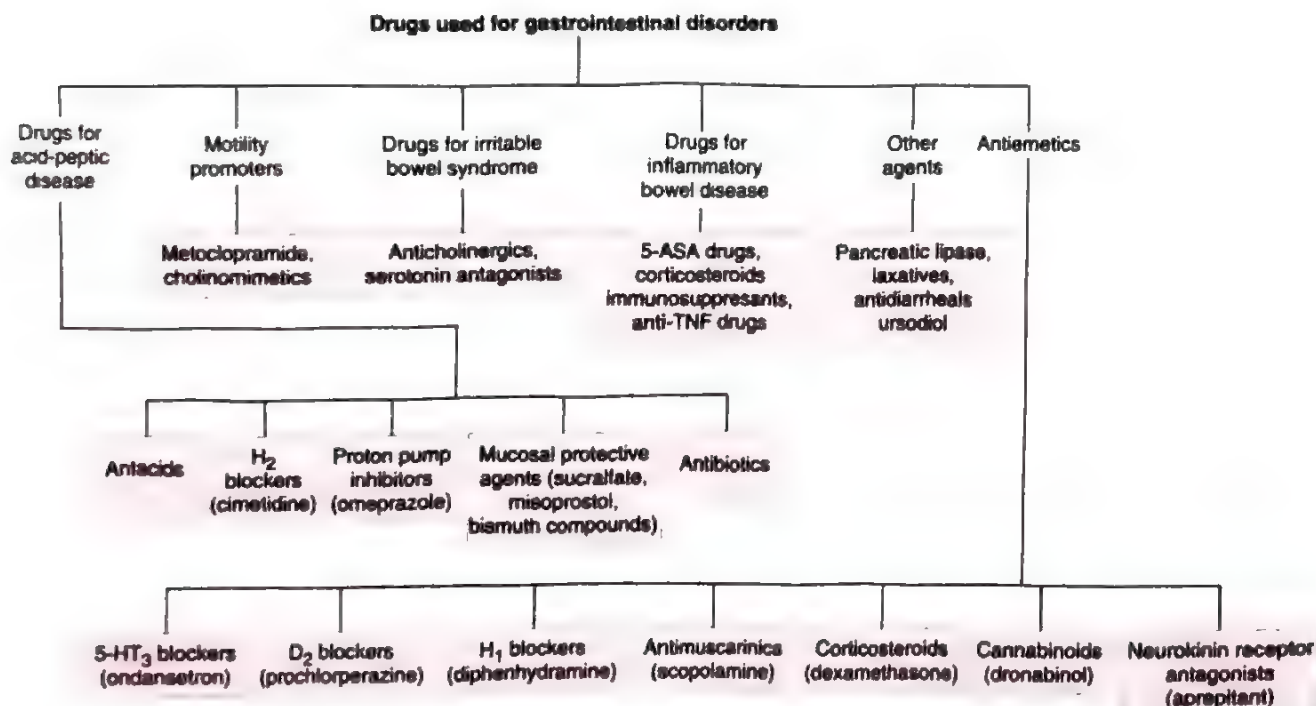 Drugs used for gastrointestinal disorders
Drugs for
acid-peptic
disease
Motility
promoters
Drugs for irritable
bowel syndrome
Drugs for
inflammatory
bowel disease
Other
agents
Antiemetics
Metoclopramide,
cholinomimetics
Anticholinergics,
serotonin antagonists
5-ASA drugs,
corticosteroids
immunosuppresants,
anti-TNF drugs
Pancreatic lipase,
laxatives,
antidiarrheals
ursodiol
Antacids
H₂
blockers
(cimetidine)
Proton pump
inhibitors
(omeprazole)
Mucosal protective
agents (sucralfate,
misoprostol,
bismuth compounds)
Antibiotics
5-HT₃ blockers
(ondansetron)
D₂ blockers
(prochlorperazine)
H₁ blockers
(diphenhydramine)
Antimuscarinics
(scopolamine)
Corticosteroids
(dexamethasone)
Cannabinoids
(dronabinol)
Neurokinin receptor
antagonists
(aprepitant)